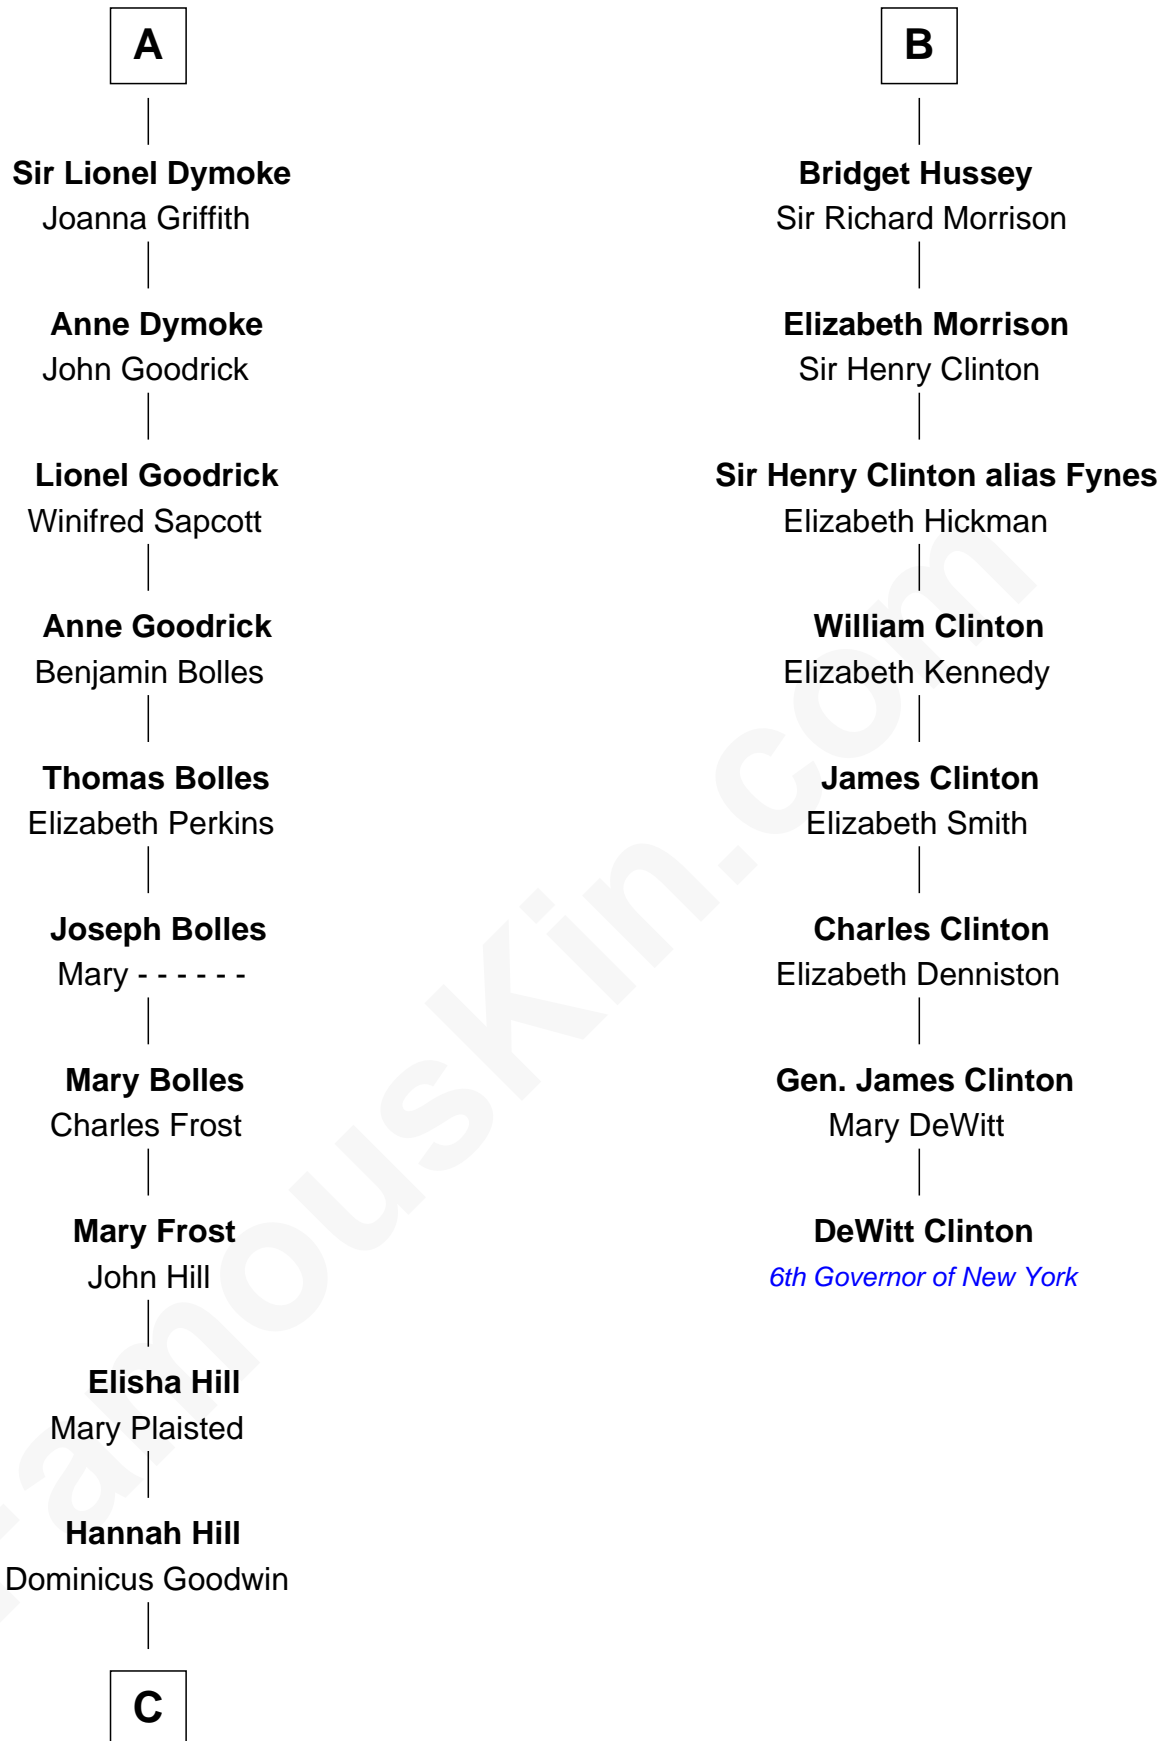 A
Sir Lionel Dymoke
Joanna Griffith
Anne Dymoke
John Goodrick
Lionel Goodrick
Winifred Sapcott
Anne Goodrick
Benjamin Bolles
Thomas Bolles
Elizabeth Perkins
Joseph Bolles
Mary - - - - - -
Mary Bolles
Charles Frost
Mary Frost
John Hill
Elisha Hill
Mary Plaisted
Hannah Hill
Dominicus Goodwin
C
B
Bridget Hussey
Sir Richard Morrison
Elizabeth Morrison
Sir Henry Clinton
Sir Henry Clinton alias Fynes
Elizabeth Hickman
William Clinton
Elizabeth Kennedy
James Clinton
Elizabeth Smith
Charles Clinton
Elizabeth Denniston
Gen. James Clinton
Mary DeWitt
DeWitt Clinton
6th Governor of New York
FamousKin.com